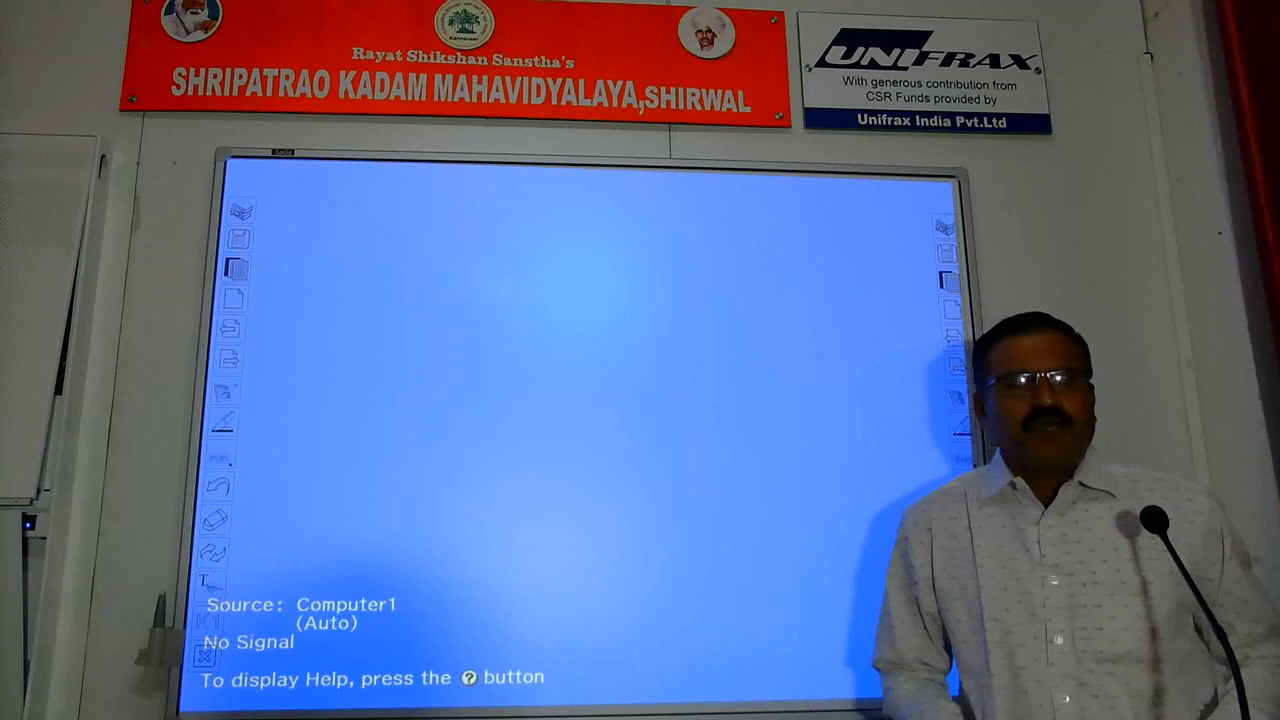 Rayat Shikshan Sanstha's
SHRIPATRAO KADAM MAHAVIDYALAYA,SHIRWAL
Karmaveer
UNIFRAX
With generous contribution from
CSR Funds provided by
Unifrax India Pvt.Ltd
Source: Computer1
(Auto)
No Signal
To display Help, press the ? button